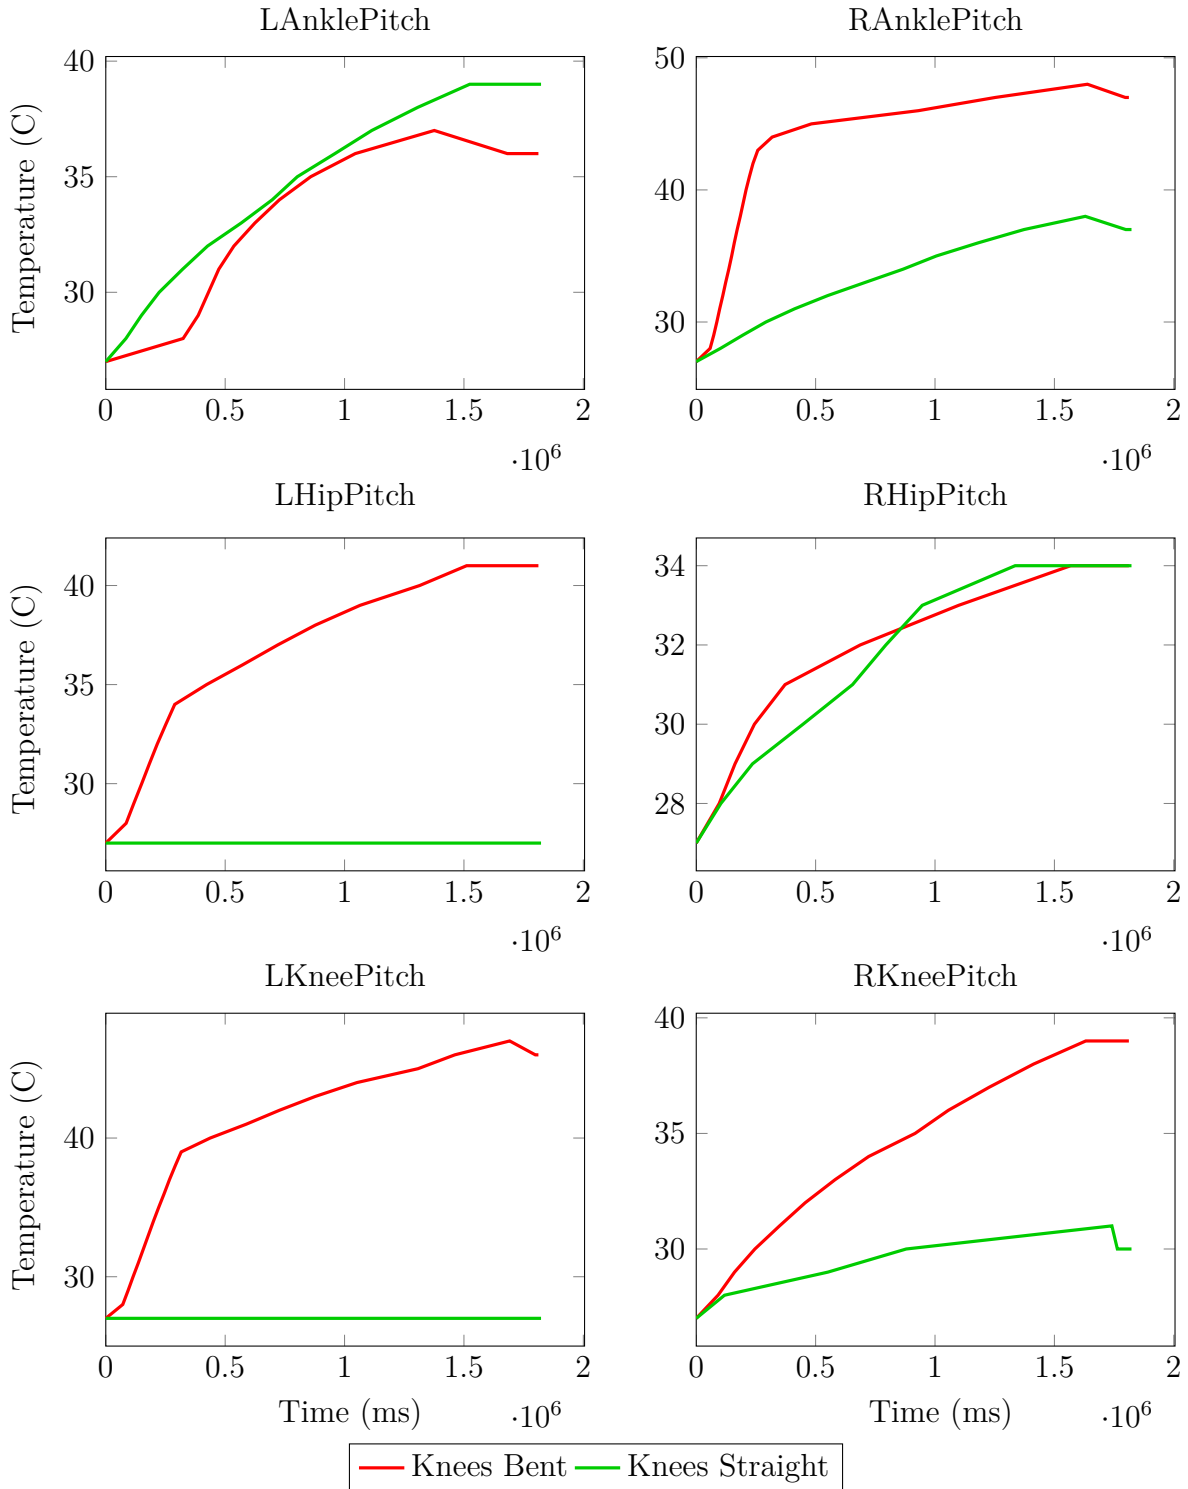 LAnklePitch
RAnklePitch
Temperature (C)
40
35
30
0 0.5 1 1.5 2
·10^6
50
40
30
0 0.5 1 1.5 2
·10^6
LHipPitch
RHipPitch
Temperature (C)
40
35
30
0 0.5 1 1.5 2
·10^6
34
32
30
28
0 0.5 1 1.5 2
·10^6
LKneePitch
RKneePitch
Temperature (C)
40
30
0 0.5 1 1.5 2
Time (ms)
·10^6
40
35
30
0 0.5 1 1.5 2
Time (ms)
·10^6
Knees Bent Knees Straight